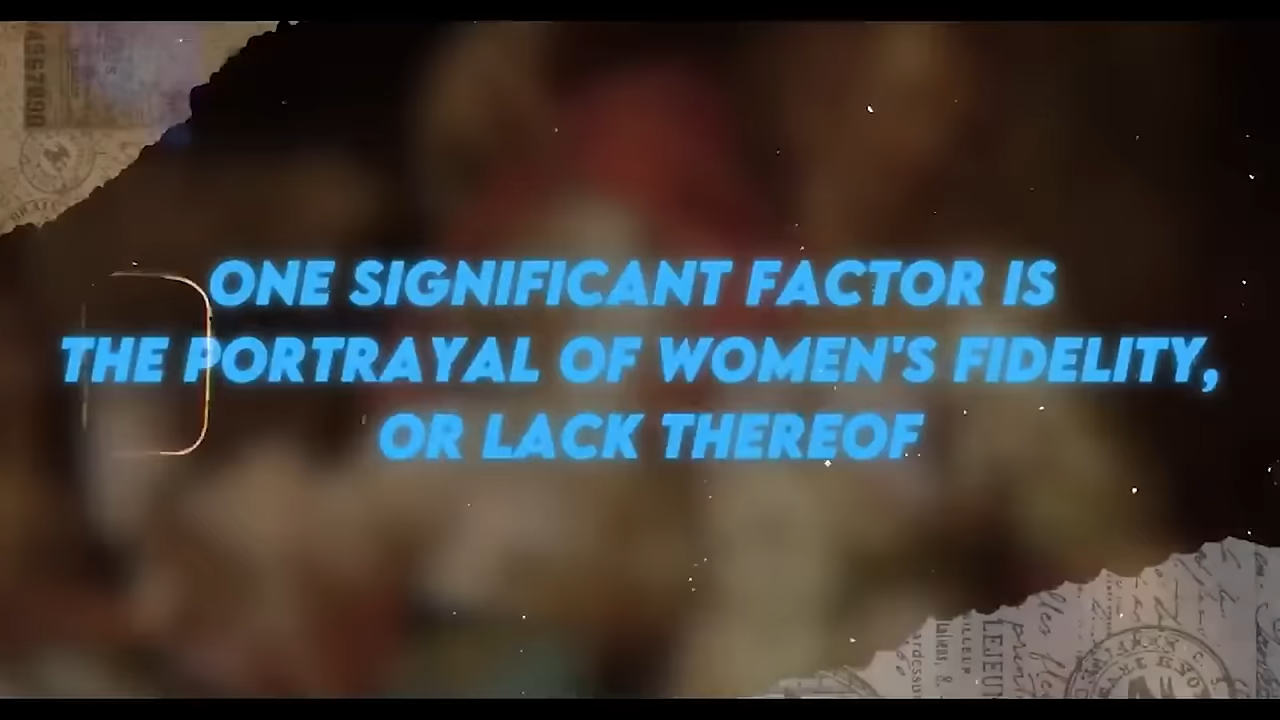 ONE SIGNIFICANT FACTOR IS
THE PORTRAYAL OF WOMEN'S FIDELITY,
OR LACK THEREOF